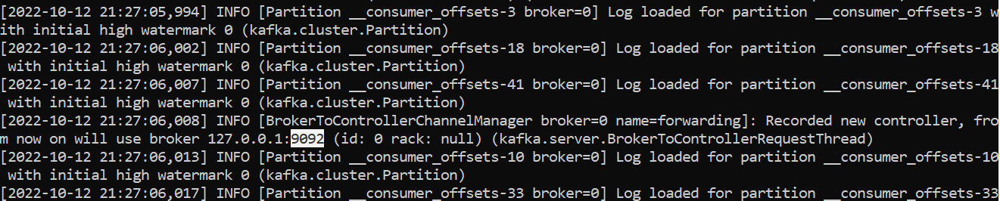 [2022-10-12 21:27:05,994] INFO [Partition __consumer_offsets-3 broker=0] Log loaded for partition __consumer_offsets-3 w
ith initial high watermark 0 (kafka.cluster.Partition)
[2022-10-12 21:27:06,002] INFO [Partition __consumer_offsets-18 broker=0] Log loaded for partition __consumer_offsets-18
 with initial high watermark 0 (kafka.cluster.Partition)
[2022-10-12 21:27:06,007] INFO [Partition __consumer_offsets-41 broker=0] Log loaded for partition __consumer_offsets-41
 with initial high watermark 0 (kafka.cluster.Partition)
[2022-10-12 21:27:06,008] INFO [BrokerToControllerChannelManager broker=0 name=forwarding]: Recorded new controller, fro
m now on will use broker 127.0.0.1:9092 (id: 0 rack: null) (kafka.server.BrokerToControllerRequestThread)
[2022-10-12 21:27:06,013] INFO [Partition __consumer_offsets-10 broker=0] Log loaded for partition __consumer_offsets-10
 with initial high watermark 0 (kafka.cluster.Partition)
[2022-10-12 21:27:06,017] INFO [Partition __consumer_offsets-33 broker=0] Log loaded for partition __consumer_offsets-33